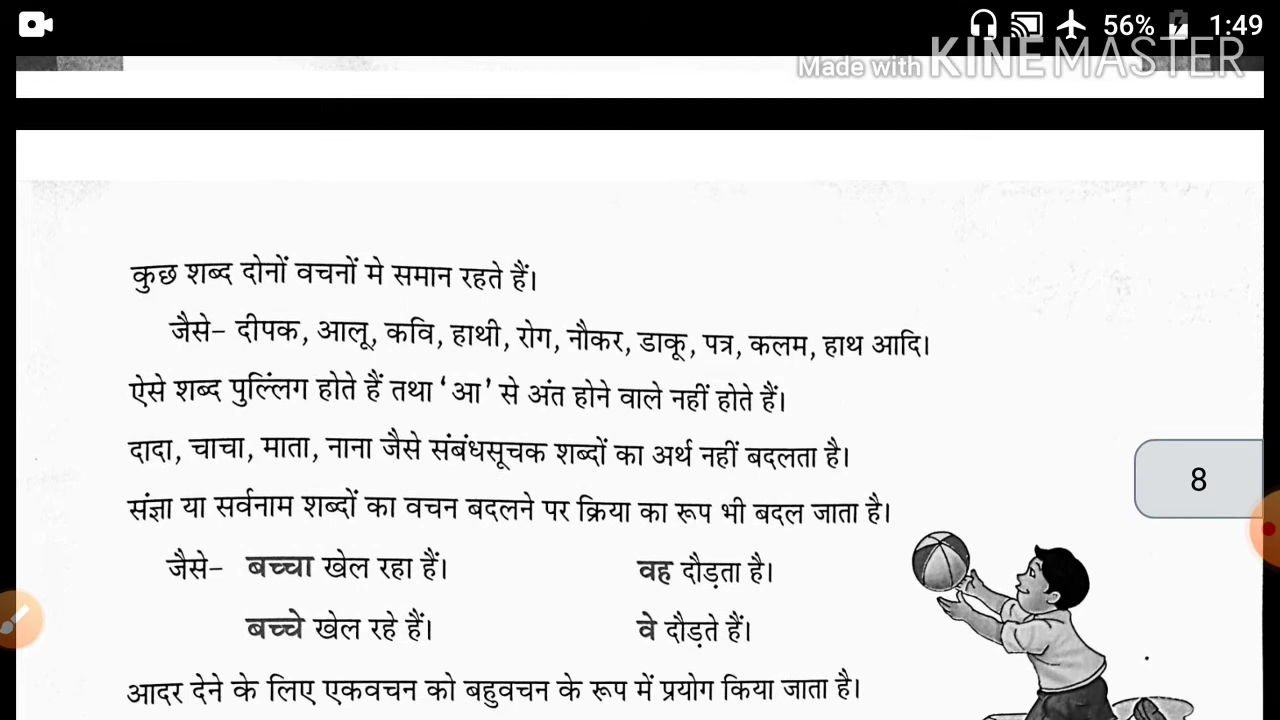 56% 1:49
Made with KINEMASTER
कुछ शब्द दोनों वचनों मे समान रहते हैं।
जैसे– दीपक, आलू, कवि, हाथी, रोग, नौकर, डाकू, पत्र, कलम, हाथ आदि।
ऐसे शब्द पुल्लिंग होते हैं तथा ‘आ’ से अंत होने वाले नहीं होते हैं।
दादा, चाचा, माता, नाना जैसे संबंधसूचक शब्दों का अर्थ नहीं बदलता है।
8
संज्ञा या सर्वनाम शब्दों का वचन बदलने पर क्रिया का रूप भी बदल जाता है।
जैसे– बच्चा खेल रहा हैं। वह दौड़ता है।
बच्चे खेल रहे हैं। वे दौड़ते हैं।
आदर देने के लिए एकवचन को बहुवचन के रूप में प्रयोग किया जाता है।